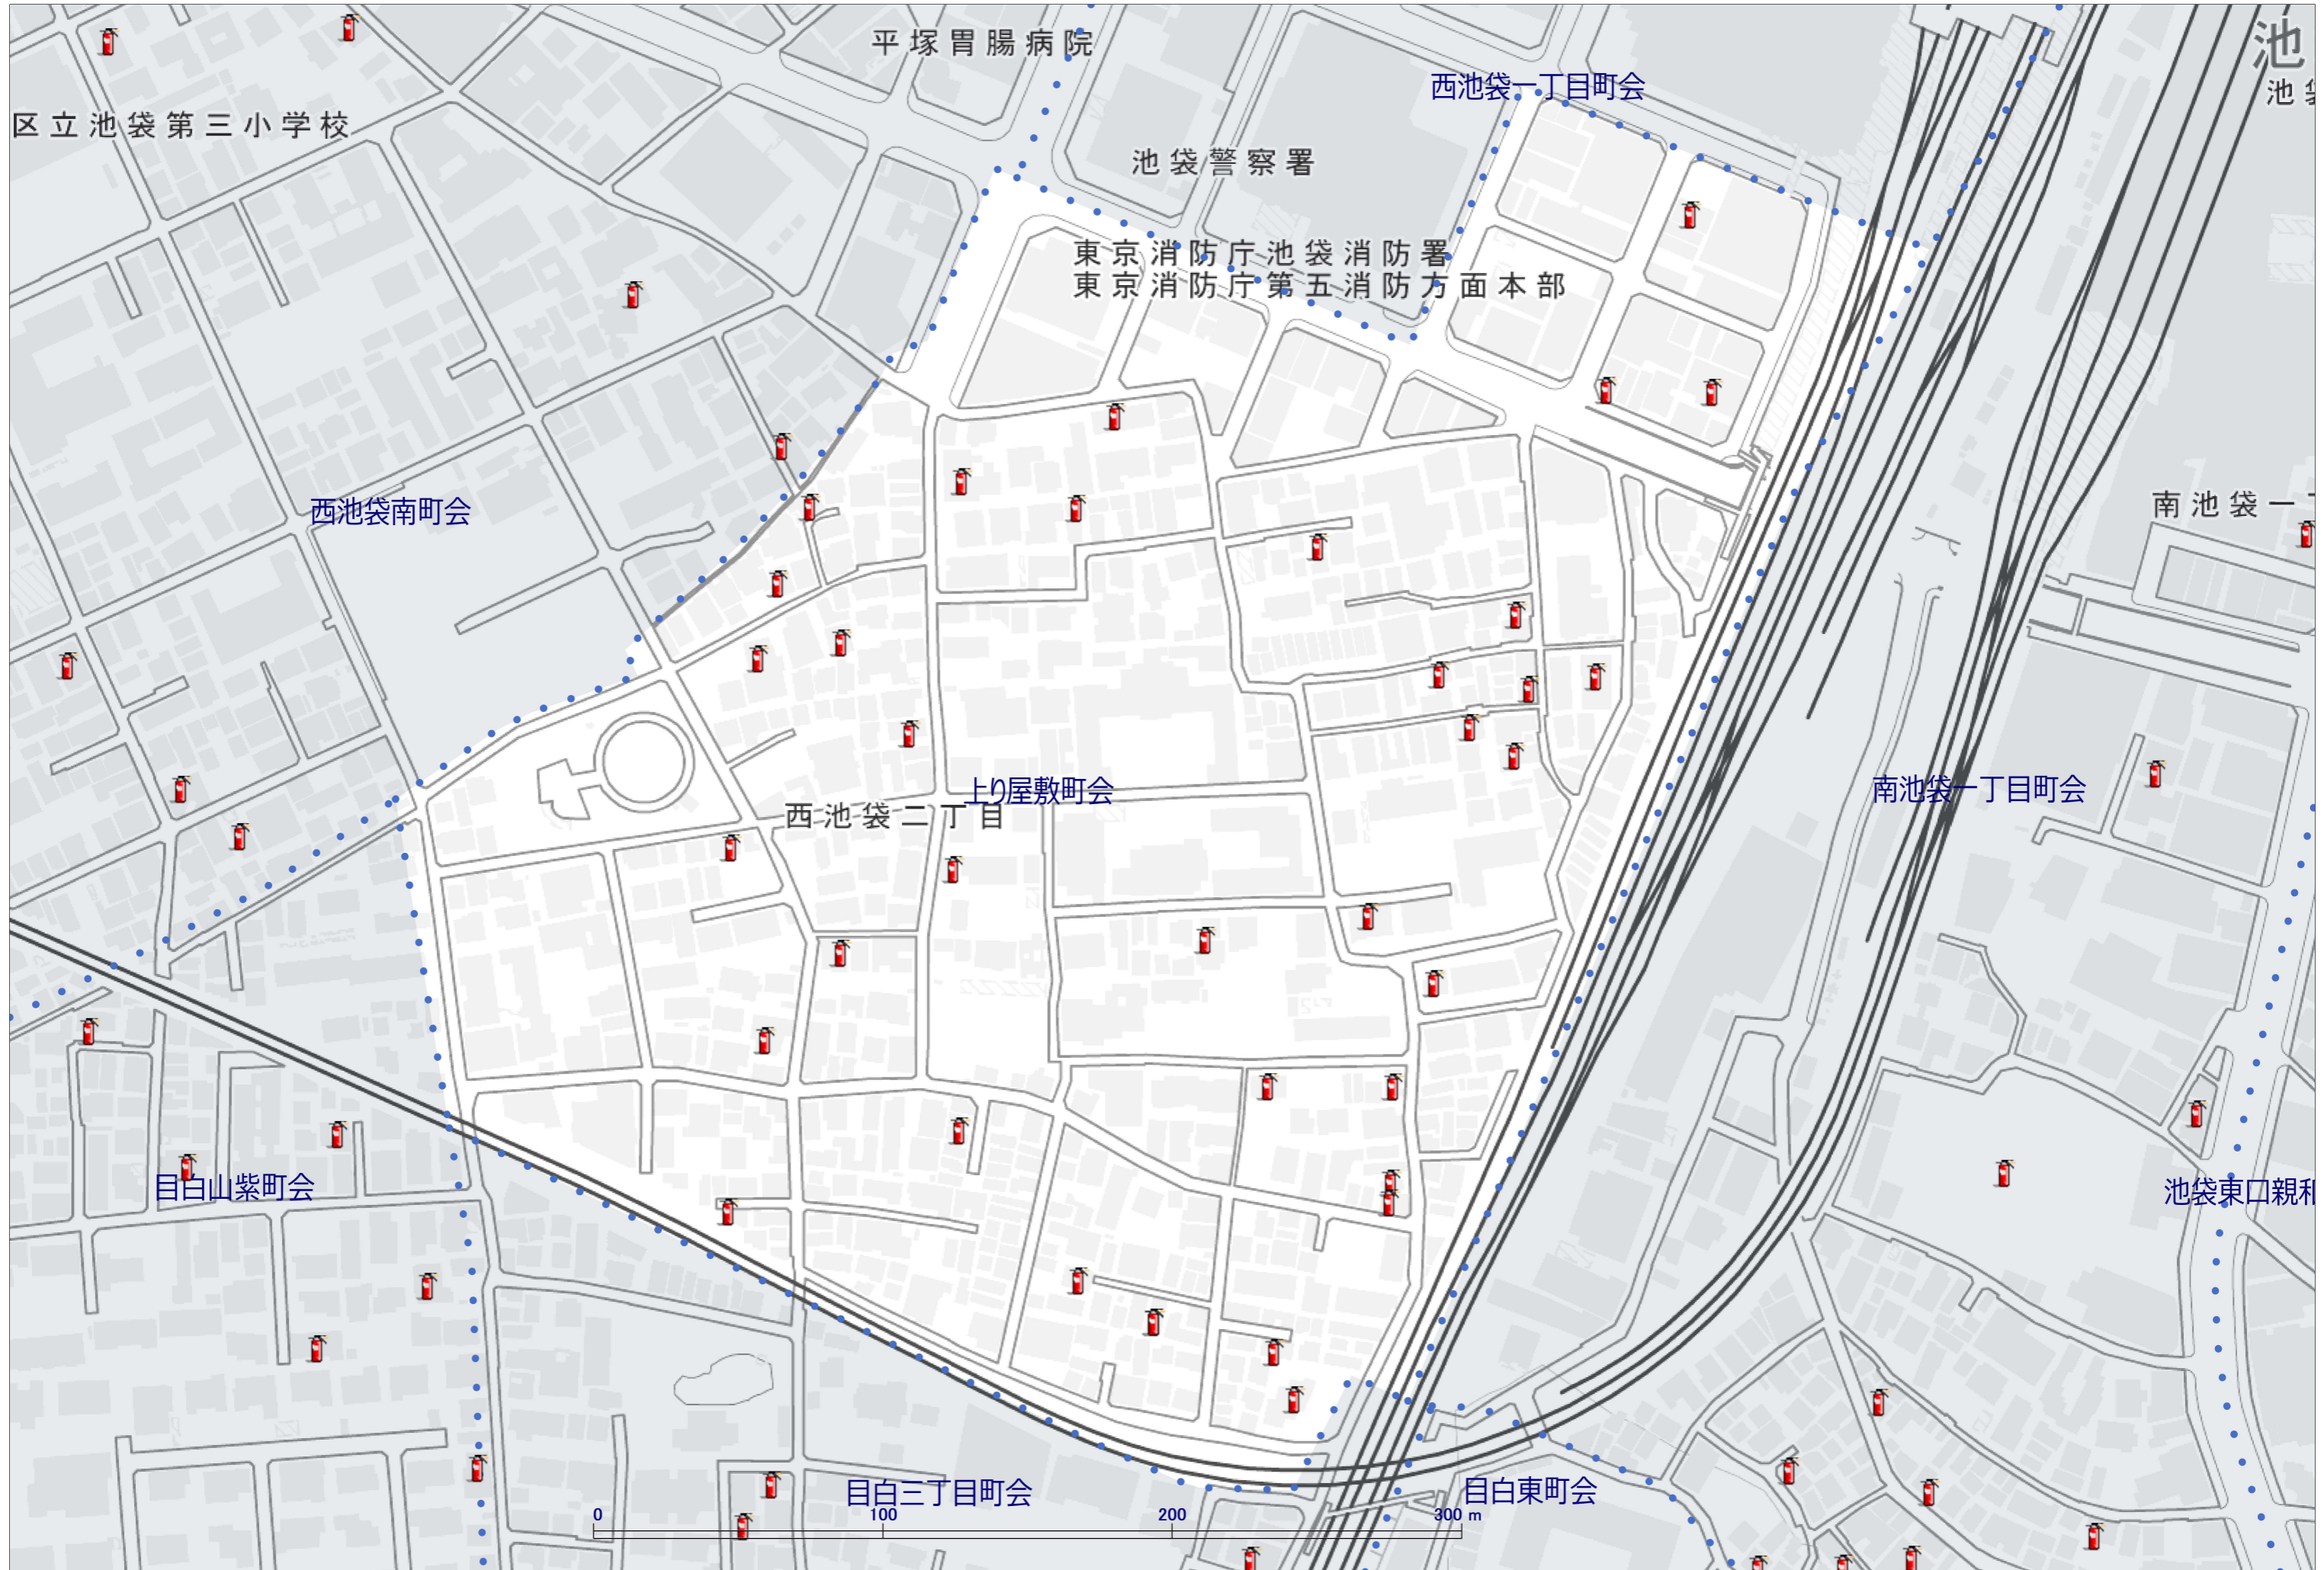 平塚胃腸病院
池
西池袋一丁目町会
区立池袋第三小学校
池袋警察署
東京消防庁池袋消防署
東京消防庁第五消防方面本部
西池袋南町会
南池袋一
上り屋敷町会
西池袋二丁目
南池袋一丁目町会
目白山紫町会
池袋東口親和
目白三丁目町会
目白東町会
0 100 200 300 m